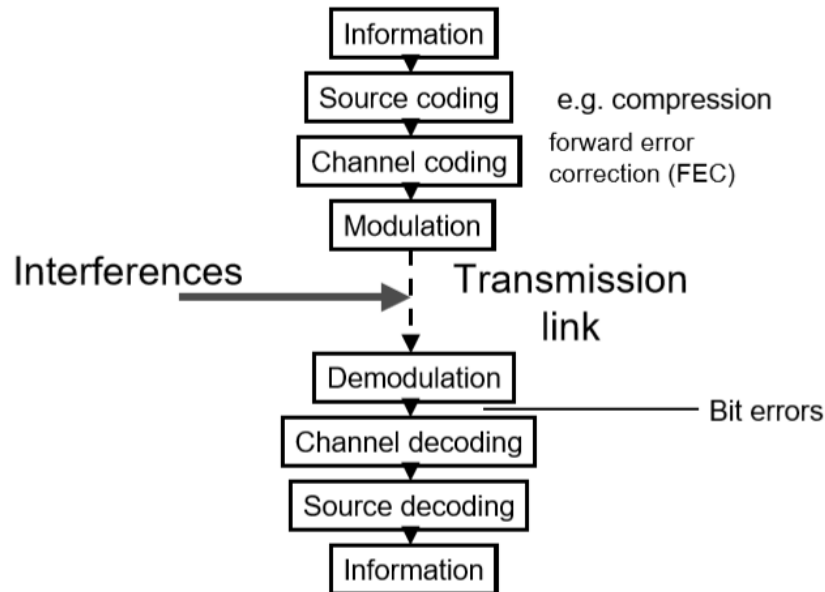 Information
Source coding
e.g. compression
Channel coding
forward error
correction (FEC)
Modulation
Interferences
Transmission
link
Demodulation
Bit errors
Channel decoding
Source decoding
Information